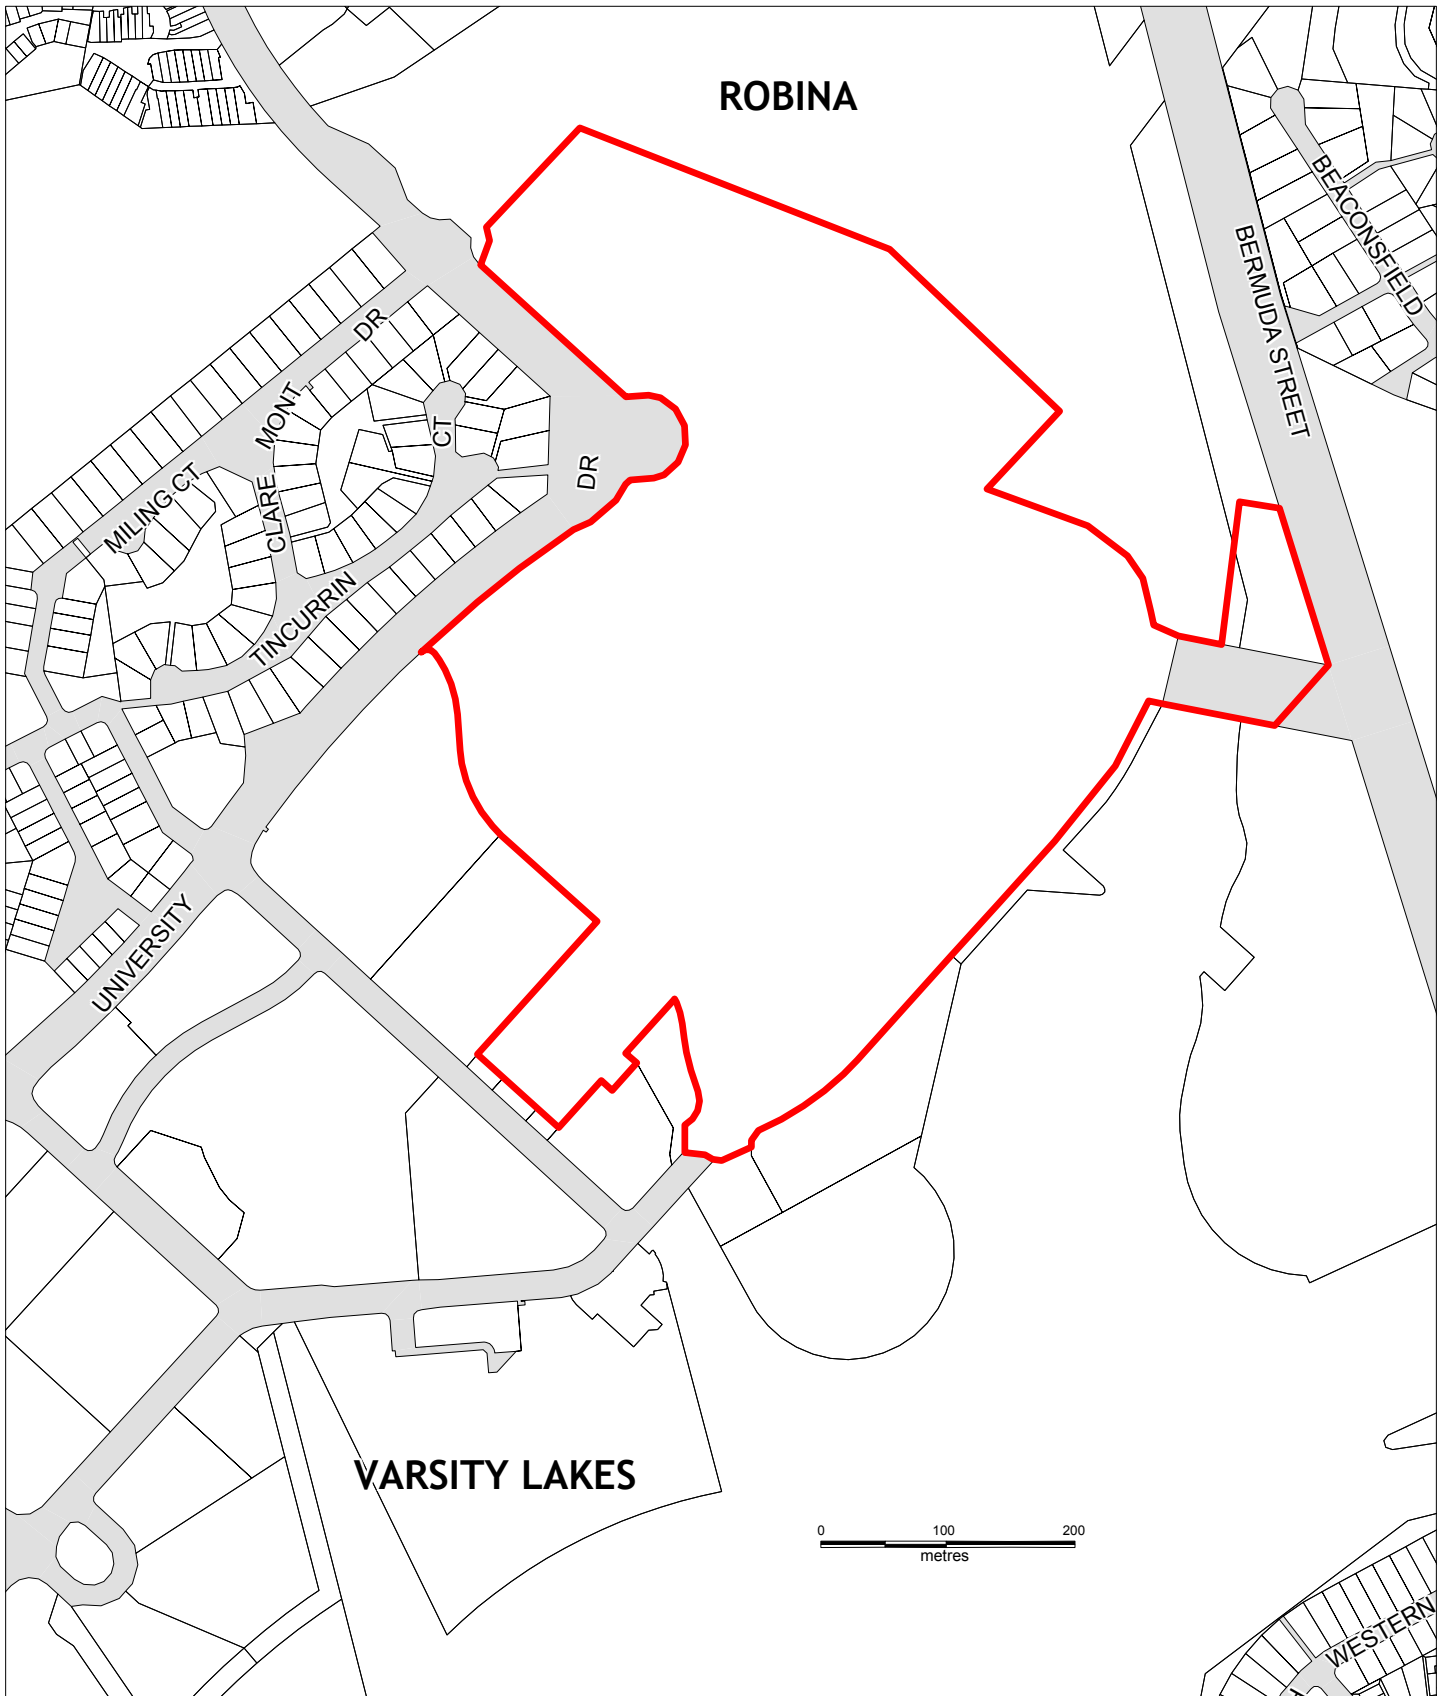 ROBINA
BEACONSFIELD
BERMUDA STREET
DR
MONT
CT
DR
MILING CT
CLARE
TINCURRIN
UNIVERSITY
VARSITY LAKES
0 100 200
metres
WESTERN